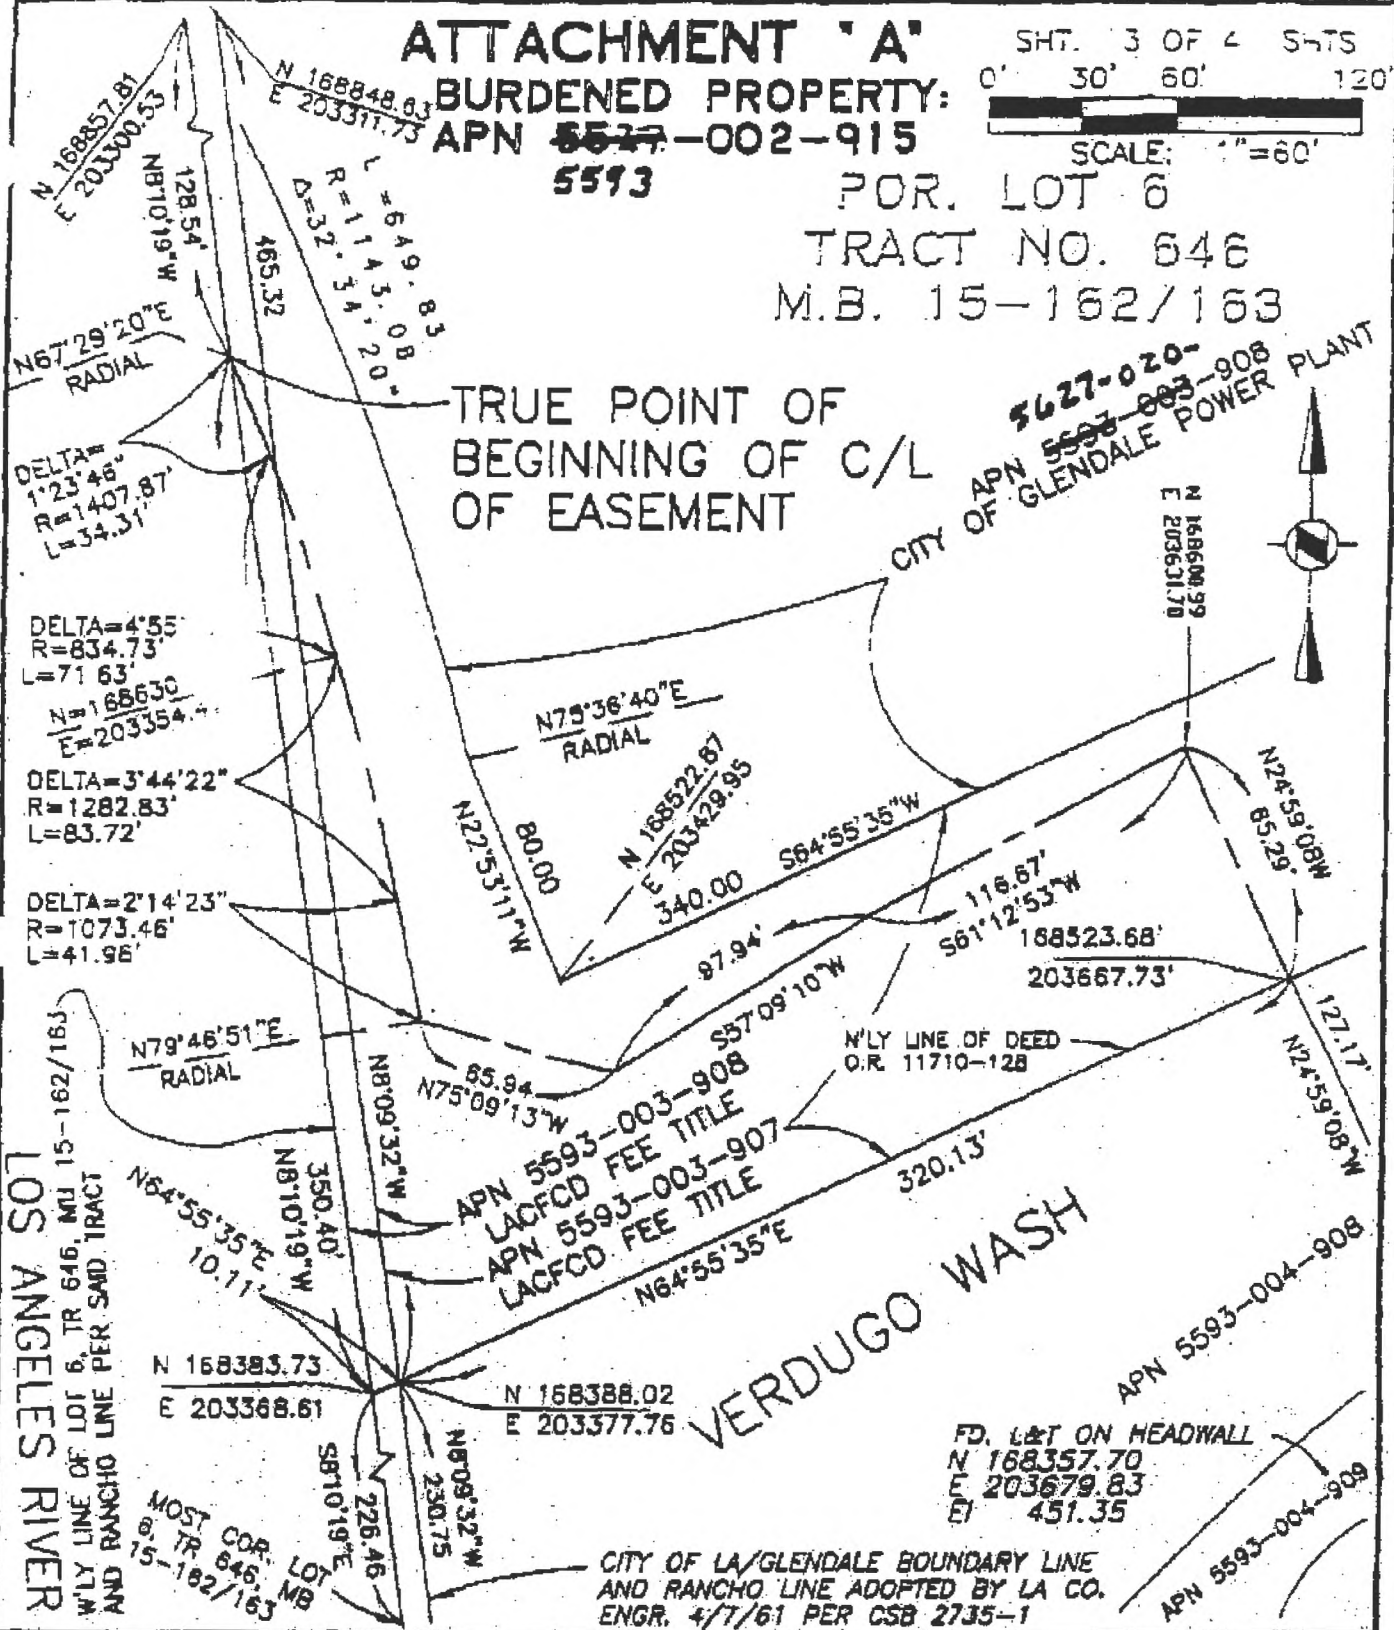 ATTACHMENT "A"
BURDENED PROPERTY:
APN 5627-002-915
5593
SHT. 3 OF 4 SHTS
0' 30' 60' 120'
SCALE: 1"=60'
POR. LOT 6
TRACT NO. 646
M.B. 15-162/163
N 168857.81
E 203300.53
N 168848.63
E 203311.73
128.54'
N8°10'19"W
465.32
L=649.83
R=1143.08
Δ=32°34'20"
N67°29'20"E
RADIAL
TRUE POINT OF
BEGINNING OF C/L
OF EASEMENT
5627-020-
APN 5593-003-908
CITY OF GLENDALE POWER PLANT
DELTA=
1°23'46"
R=1407.87'
L=34.31'
N 168600.99
E 203631.70
DELTA=4°55'
R=834.73'
L=71.63'
N=168630
E=203354.4
N75°36'40"E
RADIAL
DELTA=3°44'22"
R=1282.83'
L=83.72'
N22°53'11"W
80.00
N 168522.87
E 203429.95
S64°55'35"W
340.00
N24°59'08W
85.29'
DELTA=2°14'23"
R=1073.46'
L=41.96'
116.67'
S61°12'53"W
97.94'
S57°09'10"W
168523.68'
203667.73'
127.17'
N24°59'08"W
N79°46'51"E
RADIAL
65.94
N75°09'13"W
N'LY LINE OF DEED
O.R. 11710-128
N8°09'32"W
APN 5593-003-908
LACFCD FEE TITLE
APN 5593-003-907
LACFCD FEE TITLE
320.13'
N64°55'35"E
N64°55'35"E
10.11'
350.40'
N8°10'19"W
LOS ANGELES RIVER
W'LY LINE OF LOT 6, TR 646, MU 15-162/163
AND RANCHO LINE PER SAID TRACT
VERDUGO WASH
APN 5593-004-908
N 168383.73
E 203368.61
N 168388.02
E 203377.76
FD. L&T ON HEADWALL
N 168357.70
E 203679.83
El 451.35
APN 5593-004-909
S8°10'19"E
226.46
N8°09'32"W
230.75
MOST COR. LOT
6, TR 646, MB
15-162/163
CITY OF LA/GLENDALE BOUNDARY LINE
AND RANCHO LINE ADOPTED BY LA CO.
ENGR. 4/7/61 PER CSB 2735-1